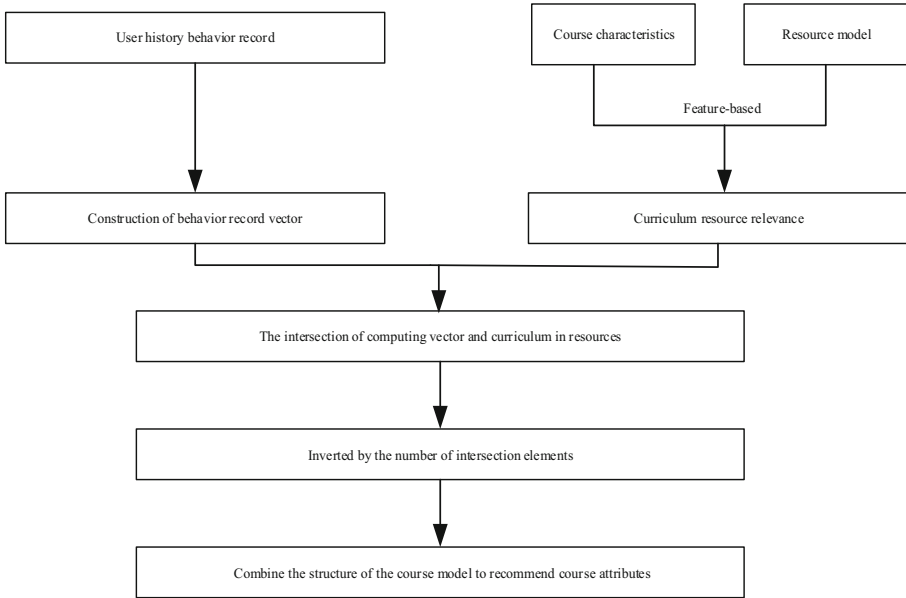 User history behavior record
Course characteristics
Resource model
Feature-based
Construction of behavior record vector
Curriculum resource relevance
The intersection of computing vector and curriculum in resources
Inverted by the number of intersection elements
Combine the structure of the course model to recommend course attributes